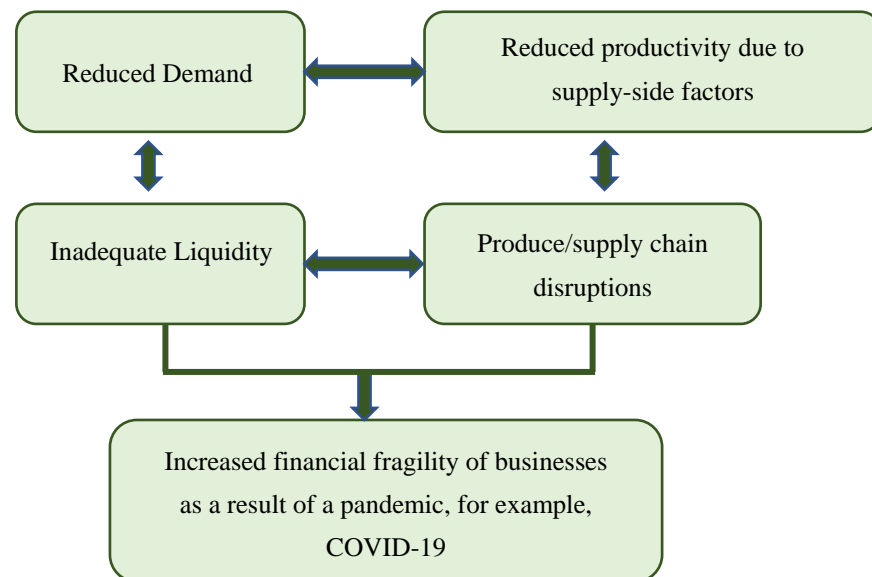 Reduced Demand
Reduced productivity due to
supply-side factors
Inadequate Liquidity
Produce/supply chain
disruptions
Increased financial fragility of businesses
as a result of a pandemic, for example,
COVID-19